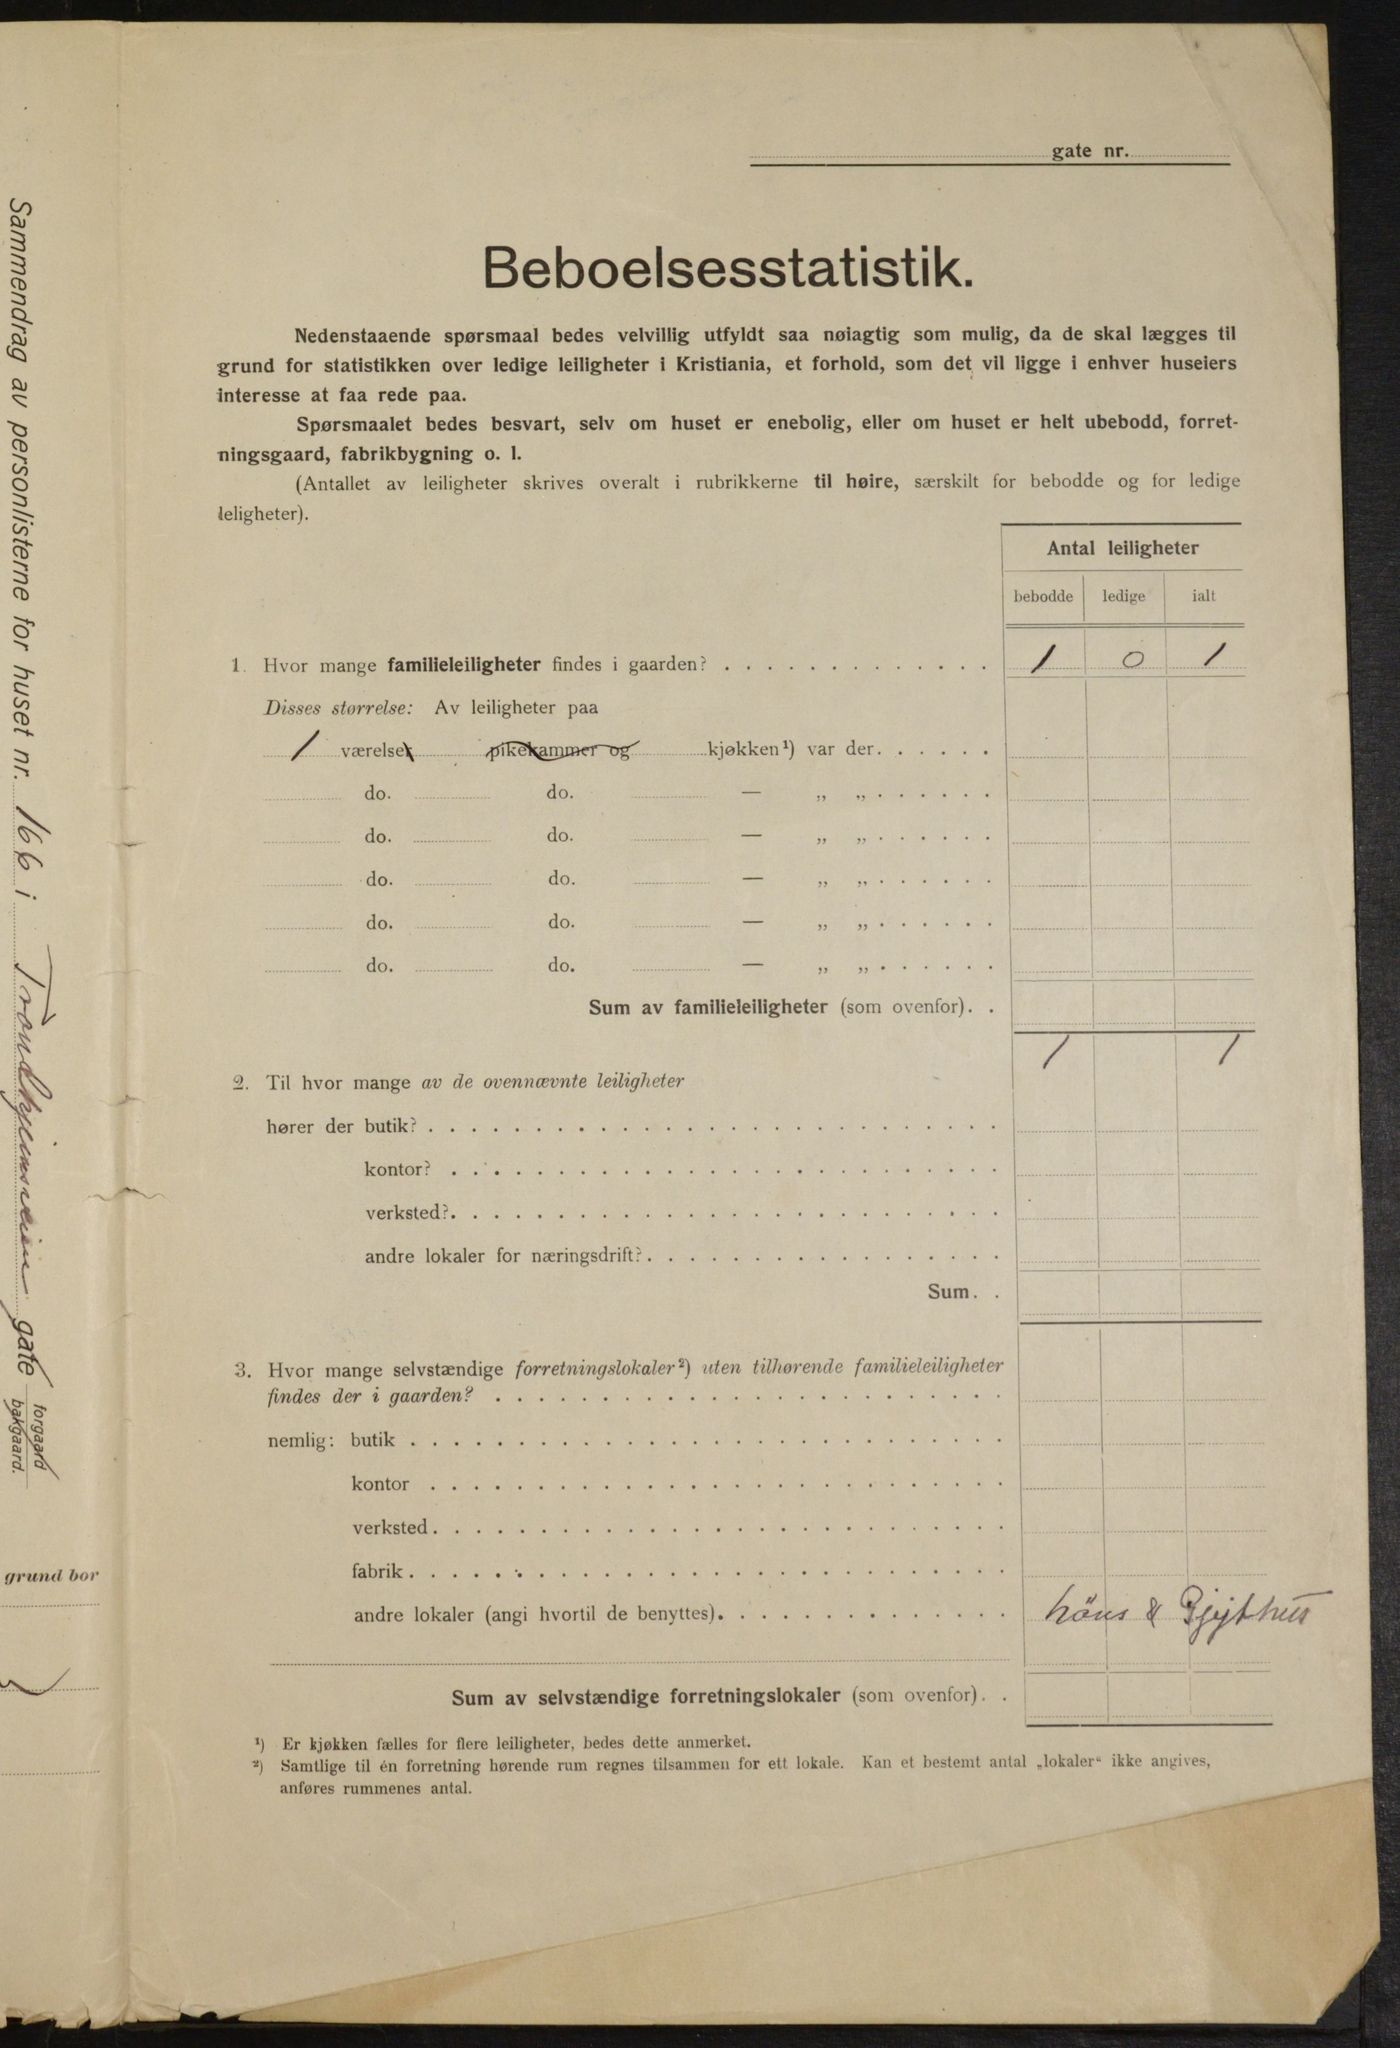 gate nr.
Beboelsesstatistik.
Nedenstaaende spørsmaal bedes velvillig utfyldt saa nøiagtig som mulig, da de skal lægges til
grund for statistikken over ledige leiligheter i Kristiania, et forhold, som det vil ligge i enhver huseiers
interesse at faa rede paa.
Spørsmaalet bedes besvart, selv om huset er enebolig, eller om huset er helt ubebodd, forret-
ningsgaard, fabrikbygning o. l.
(Antallet av leiligheter skrives overalt i rubrikkerne til høire, særskilt for bebodde og for ledige
leligheter).
Antal leiligheter
bebodde ledige ialt
1. Hvor mange familieleiligheter findes i gaarden? . . . . . . . . . . . . . 1 0 1
Disses størrelse: Av leiligheter paa
1 værelser pikekammer og kjøkken¹) var der. . . . . .
do. do. — „ „ . . . . . .
do. do. — „ „ . . . . . .
do. do. — „ „ . . . . . .
do. do. — „ „ . . . . . .
do. do. — „ „ . . . . . .
Sum av familieleiligheter (som ovenfor). .
1 1
2. Til hvor mange av de ovennævnte leiligheter
hører der butik? . . . . . . . . . . . . . . . . . . . . . . . . . . .
kontor? . . . . . . . . . . . . . . . . . . . . . . . . . .
verksted?. . . . . . . . . . . . . . . . . . . . . . . . . .
andre lokaler for næringsdrift?. . . . . . . . . . . . . . . . .
Sum. .
3. Hvor mange selvstændige forretningslokaler²) uten tilhørende familieleiligheter
findes der i gaarden? . . . . . . . . . . . . . . . . . . . . . . . .
nemlig: butik . . . . . . . . . . . . . . . . . . . . . . . . . . . .
kontor . . . . . . . . . . . . . . . . . . . . . . . . . . .
verksted. . . . . . . . . . . . . . . . . . . . . . . . . . .
fabrik. . . . . . . . . . . . . . . . . . . . . . . . . . . .
andre lokaler (angi hvortil de benyttes). . . . . . . . . . . . . . høns &
Sum av selvstændige forretningslokaler (som ovenfor). .
¹) Er kjøkken fælles for flere leiligheter, bedes dette anmerket.
²) Samtlige til én forretning hørende rum regnes tilsammen for ett lokale. Kan et bestemt antal „lokaler“ ikke angives,
anføres rummenes antal.
Sammendrag av personlisterne for huset nr. 166 i Trondhjemsveien gate forgaard bakgaard.
grund bor